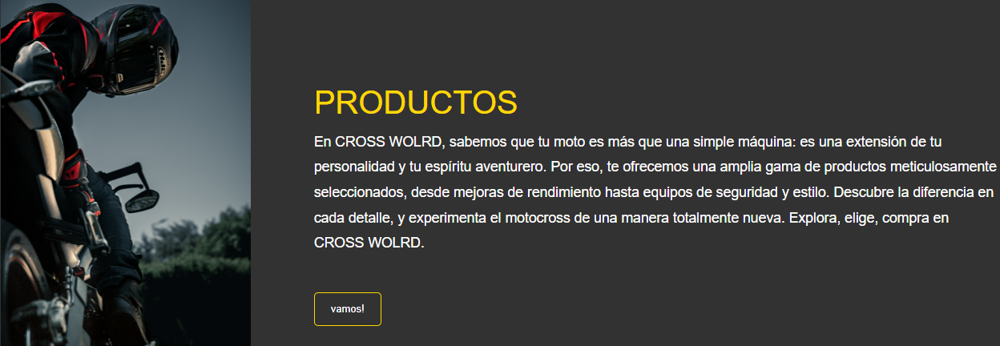 PRODUCTOS
En CROSS WOLRD, sabemos que tu moto es más que una simple máquina: es una extensión de tu
personalidad y tu espíritu aventurero. Por eso, te ofrecemos una amplia gama de productos meticulosamente
seleccionados, desde mejoras de rendimiento hasta equipos de seguridad y estilo. Descubre la diferencia en
cada detalle, y experimenta el motocross de una manera totalmente nueva. Explora, elige, compra en
CROSS WOLRD.
vamos!